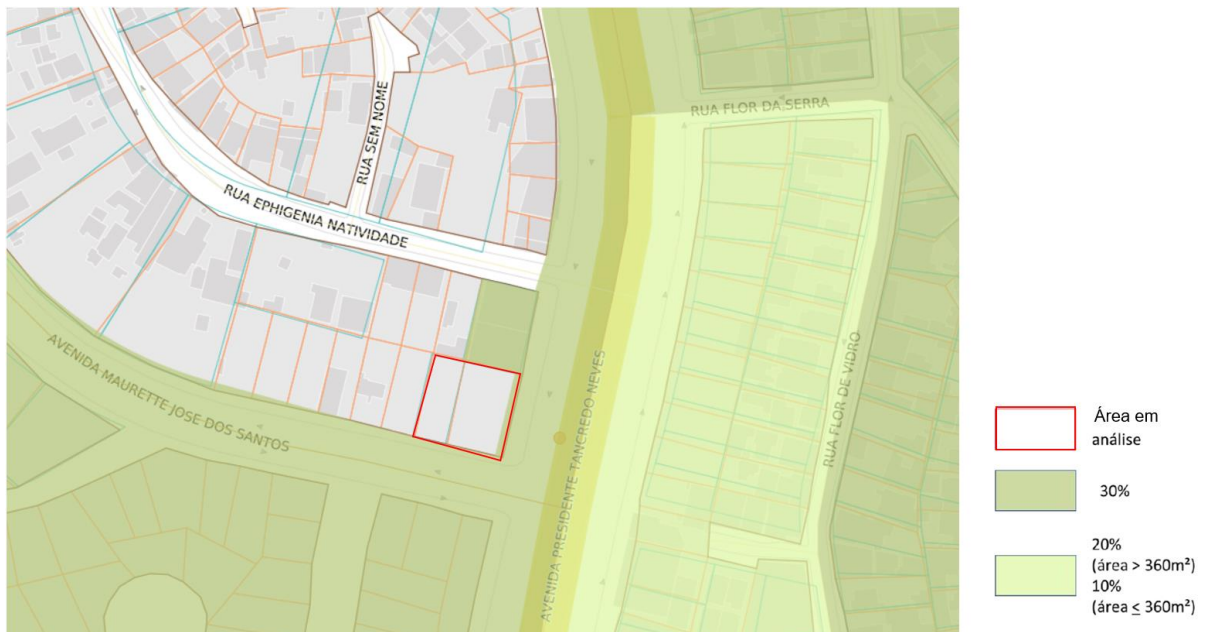 RUA FLOR DA SERRA
RUA SEM NOME
RUA EPHIGENIA NATIVIDADE
AVENIDA MAURETTE JOSE DOS SANTOS
AVENIDA PRESIDENTE TANCREDO NEVES
RUA FLOR DE VIDRO
Área em
análise
30%
20%
(área > 360m²)
10%
(área ≤ 360m²)